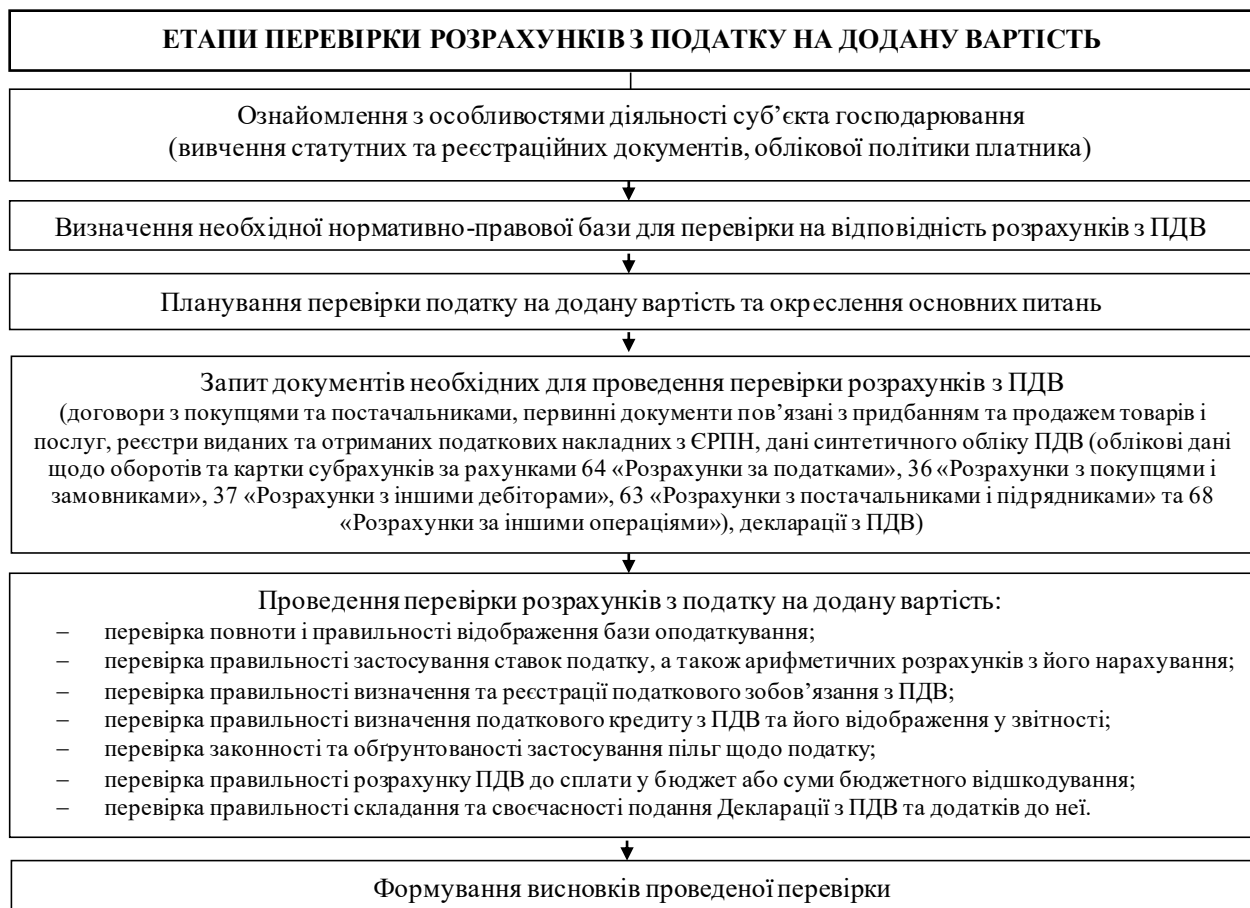 ЕТАПИ ПЕРЕВІРКИ РОЗРАХУНКІВ З ПОДАТКУ НА ДОДАНУ ВАРТІСТЬ
Ознайомлення з особливостями діяльності суб’єкта господарювання
(вивчення статутних та реєстраційних документів, облікової політики платника)
Визначення необхідної нормативно-правової бази для перевірки на відповідність розрахунків з ПДВ
Планування перевірки податку на додану вартість та окреслення основних питань
Запит документів необхідних для проведення перевірки розрахунків з ПДВ
(договори з покупцями та постачальниками, первинні документи пов’язані з придбанням та продажем товарів і
послуг, реєстри виданих та отриманих податкових накладних з ЄРПН, дані синтетичного обліку ПДВ (облікові дані
щодо оборотів та картки субрахунків за рахунками 64 «Розрахунки за податками», 36 «Розрахунки з покупцями і
замовниками», 37 «Розрахунки з іншими дебіторами», 63 «Розрахунки з постачальниками і підрядниками» та 68
«Розрахунки за іншими операціями»), декларації з ПДВ)
Проведення перевірки розрахунків з податку на додану вартість:
– перевірка повноти і правильності відображення бази оподаткування;
– перевірка правильності застосування ставок податку, а також арифметичних розрахунків з його нарахування;
– перевірка правильності визначення та реєстрації податкового зобов’язання з ПДВ;
– перевірка правильності визначення податкового кредиту з ПДВ та його відображення у звітності;
– перевірка законності та обґрунтованості застосування пільг щодо податку;
– перевірка правильності розрахунку ПДВ до сплати у бюджет або суми бюджетного відшкодування;
– перевірка правильності складання та своєчасності подання Декларації з ПДВ та додатків до неї.
Формування висновків проведеної перевірки